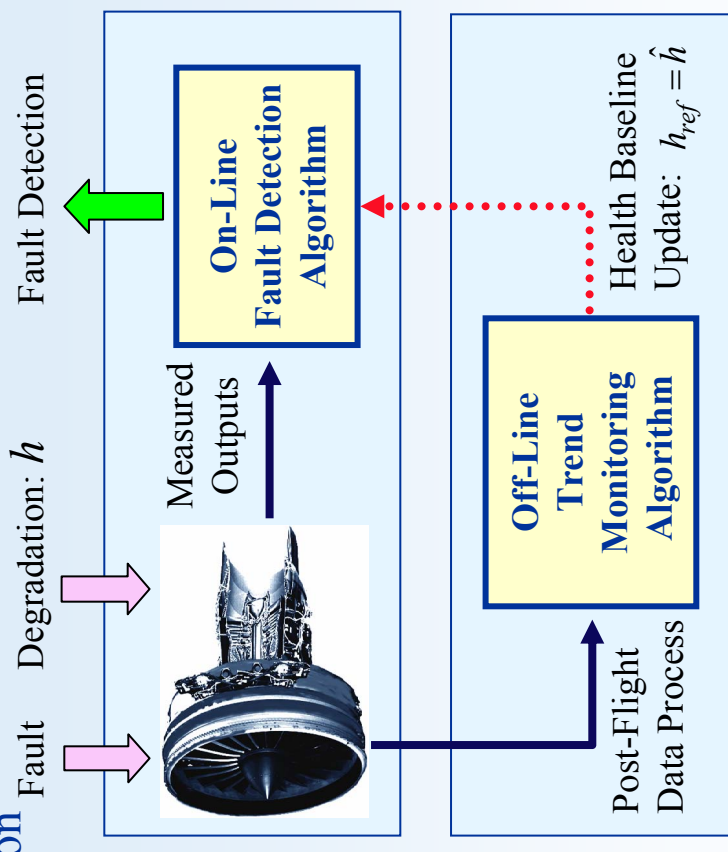 on
Fault
Degradation: h
Fault Detection
Measured
Outputs
On-Line
Fault Detection
Algorithm
Post-Flight
Data Process
Off-Line
Trend
Monitoring
Algorithm
Health Baseline
Update: h_ref = ĥ